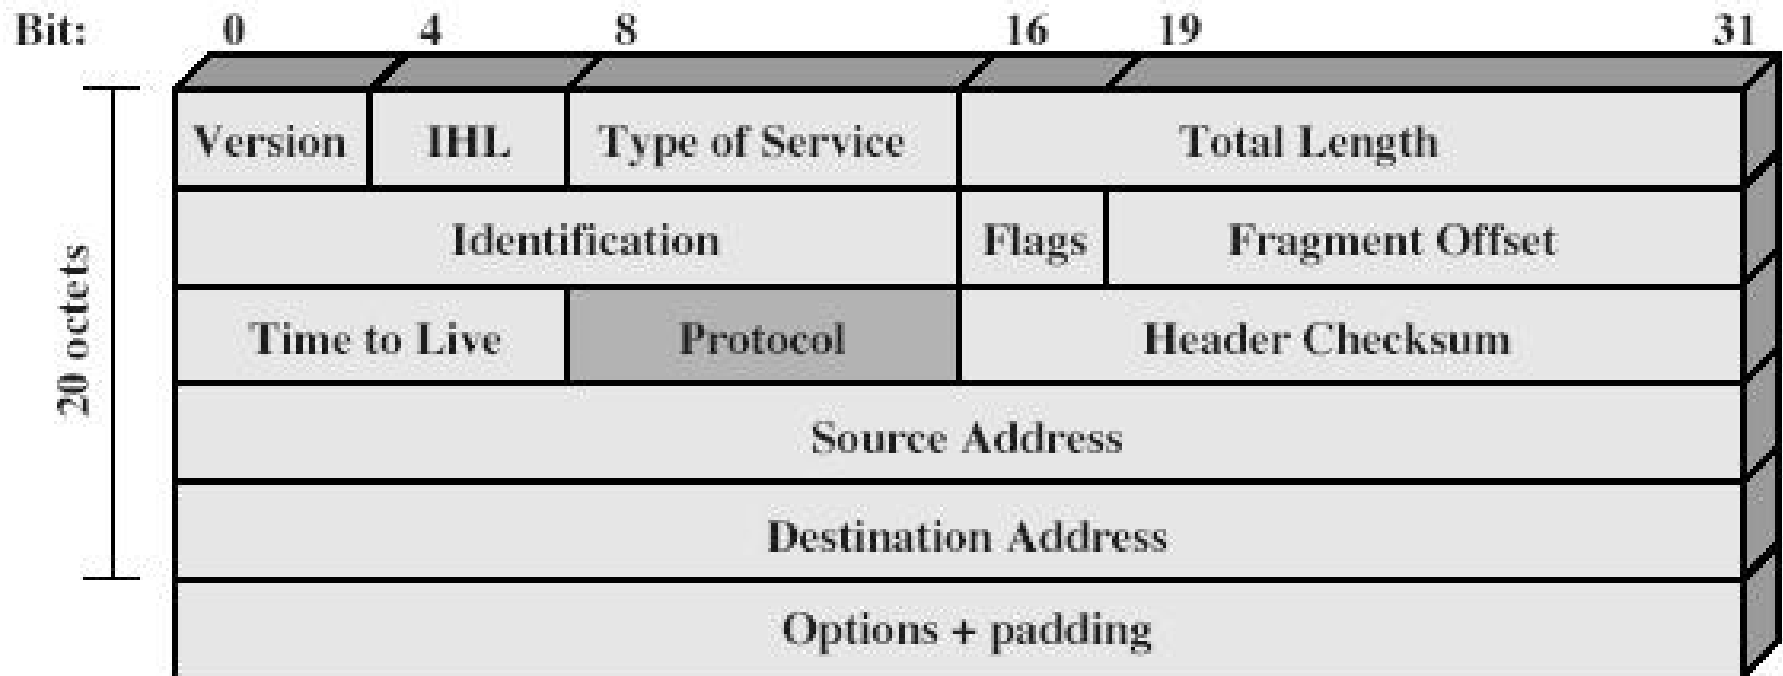 Bit: 0 4 8 16 19 31
Version IHL Type of Service Total Length
Identification Flags Fragment Offset
Time to Live Protocol Header Checksum
Source Address
Destination Address
Options + padding
20 octets